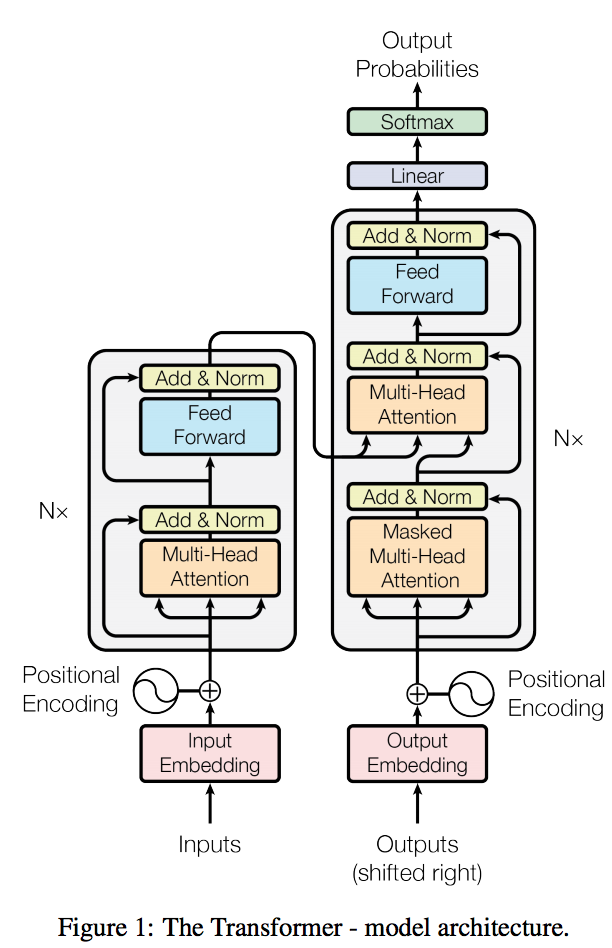 Output
Probabilities
Softmax
Linear
Add & Norm
Feed
Forward
Add & Norm
Multi-Head
Attention
Add & Norm
Masked
Multi-Head
Attention
Nx
Add & Norm
Feed
Forward
Add & Norm
Multi-Head
Attention
N×
Positional
Encoding
Positional
Encoding
Input
Embedding
Output
Embedding
Inputs
Outputs
(shifted right)
Figure 1: The Transformer - model architecture.